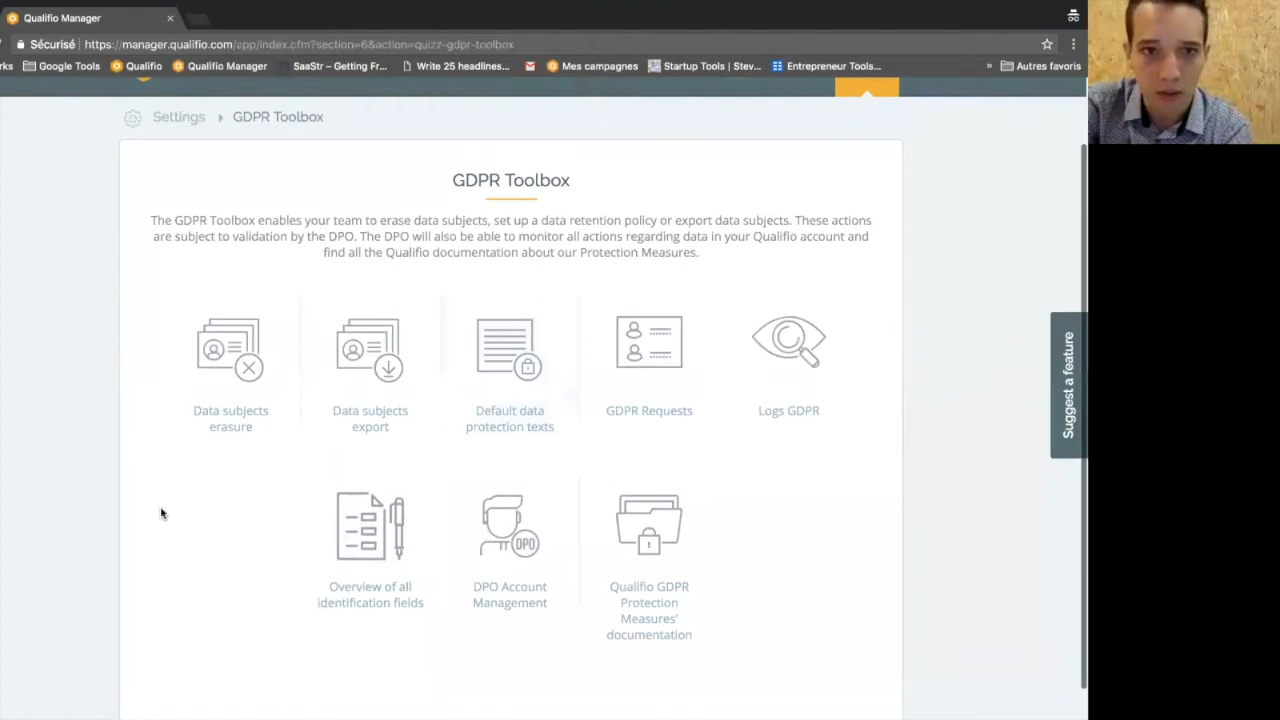 Qualifio Manager
Sécurisé https://manager.qualifio.com/app/index.cfm?section=6&action=quizz-gdpr-toolbox
rks Google Tools Qualifio Qualifio Manager SaaStr – Getting Fr... Write 25 headlines... Mes campagnes Startup Tools | Stev... Entrepreneur Tools... » Autres favoris
Settings GDPR Toolbox
GDPR Toolbox
The GDPR Toolbox enables your team to erase data subjects, set up a data retention policy or export data subjects. These actions
are subject to validation by the DPO. The DPO will also be able to monitor all actions regarding data in your Qualifio account and
find all the Qualifio documentation about our Protection Measures.
Data subjects
erasure
Data subjects
export
Default data
protection texts
GDPR Requests
Logs GDPR
Suggest a feature
DPO
Overview of all
identification fields
DPO Account
Management
Qualifio GDPR
Protection
Measures'
documentation